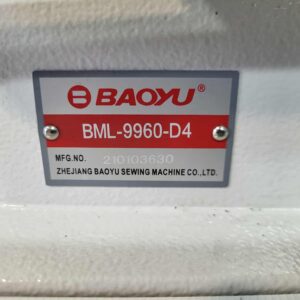 BAOYU®
BML-9960-D4
MFG.NO. 210103630
ZHEJIANG BAOYU SEWING MACHINE CO.,LTD.